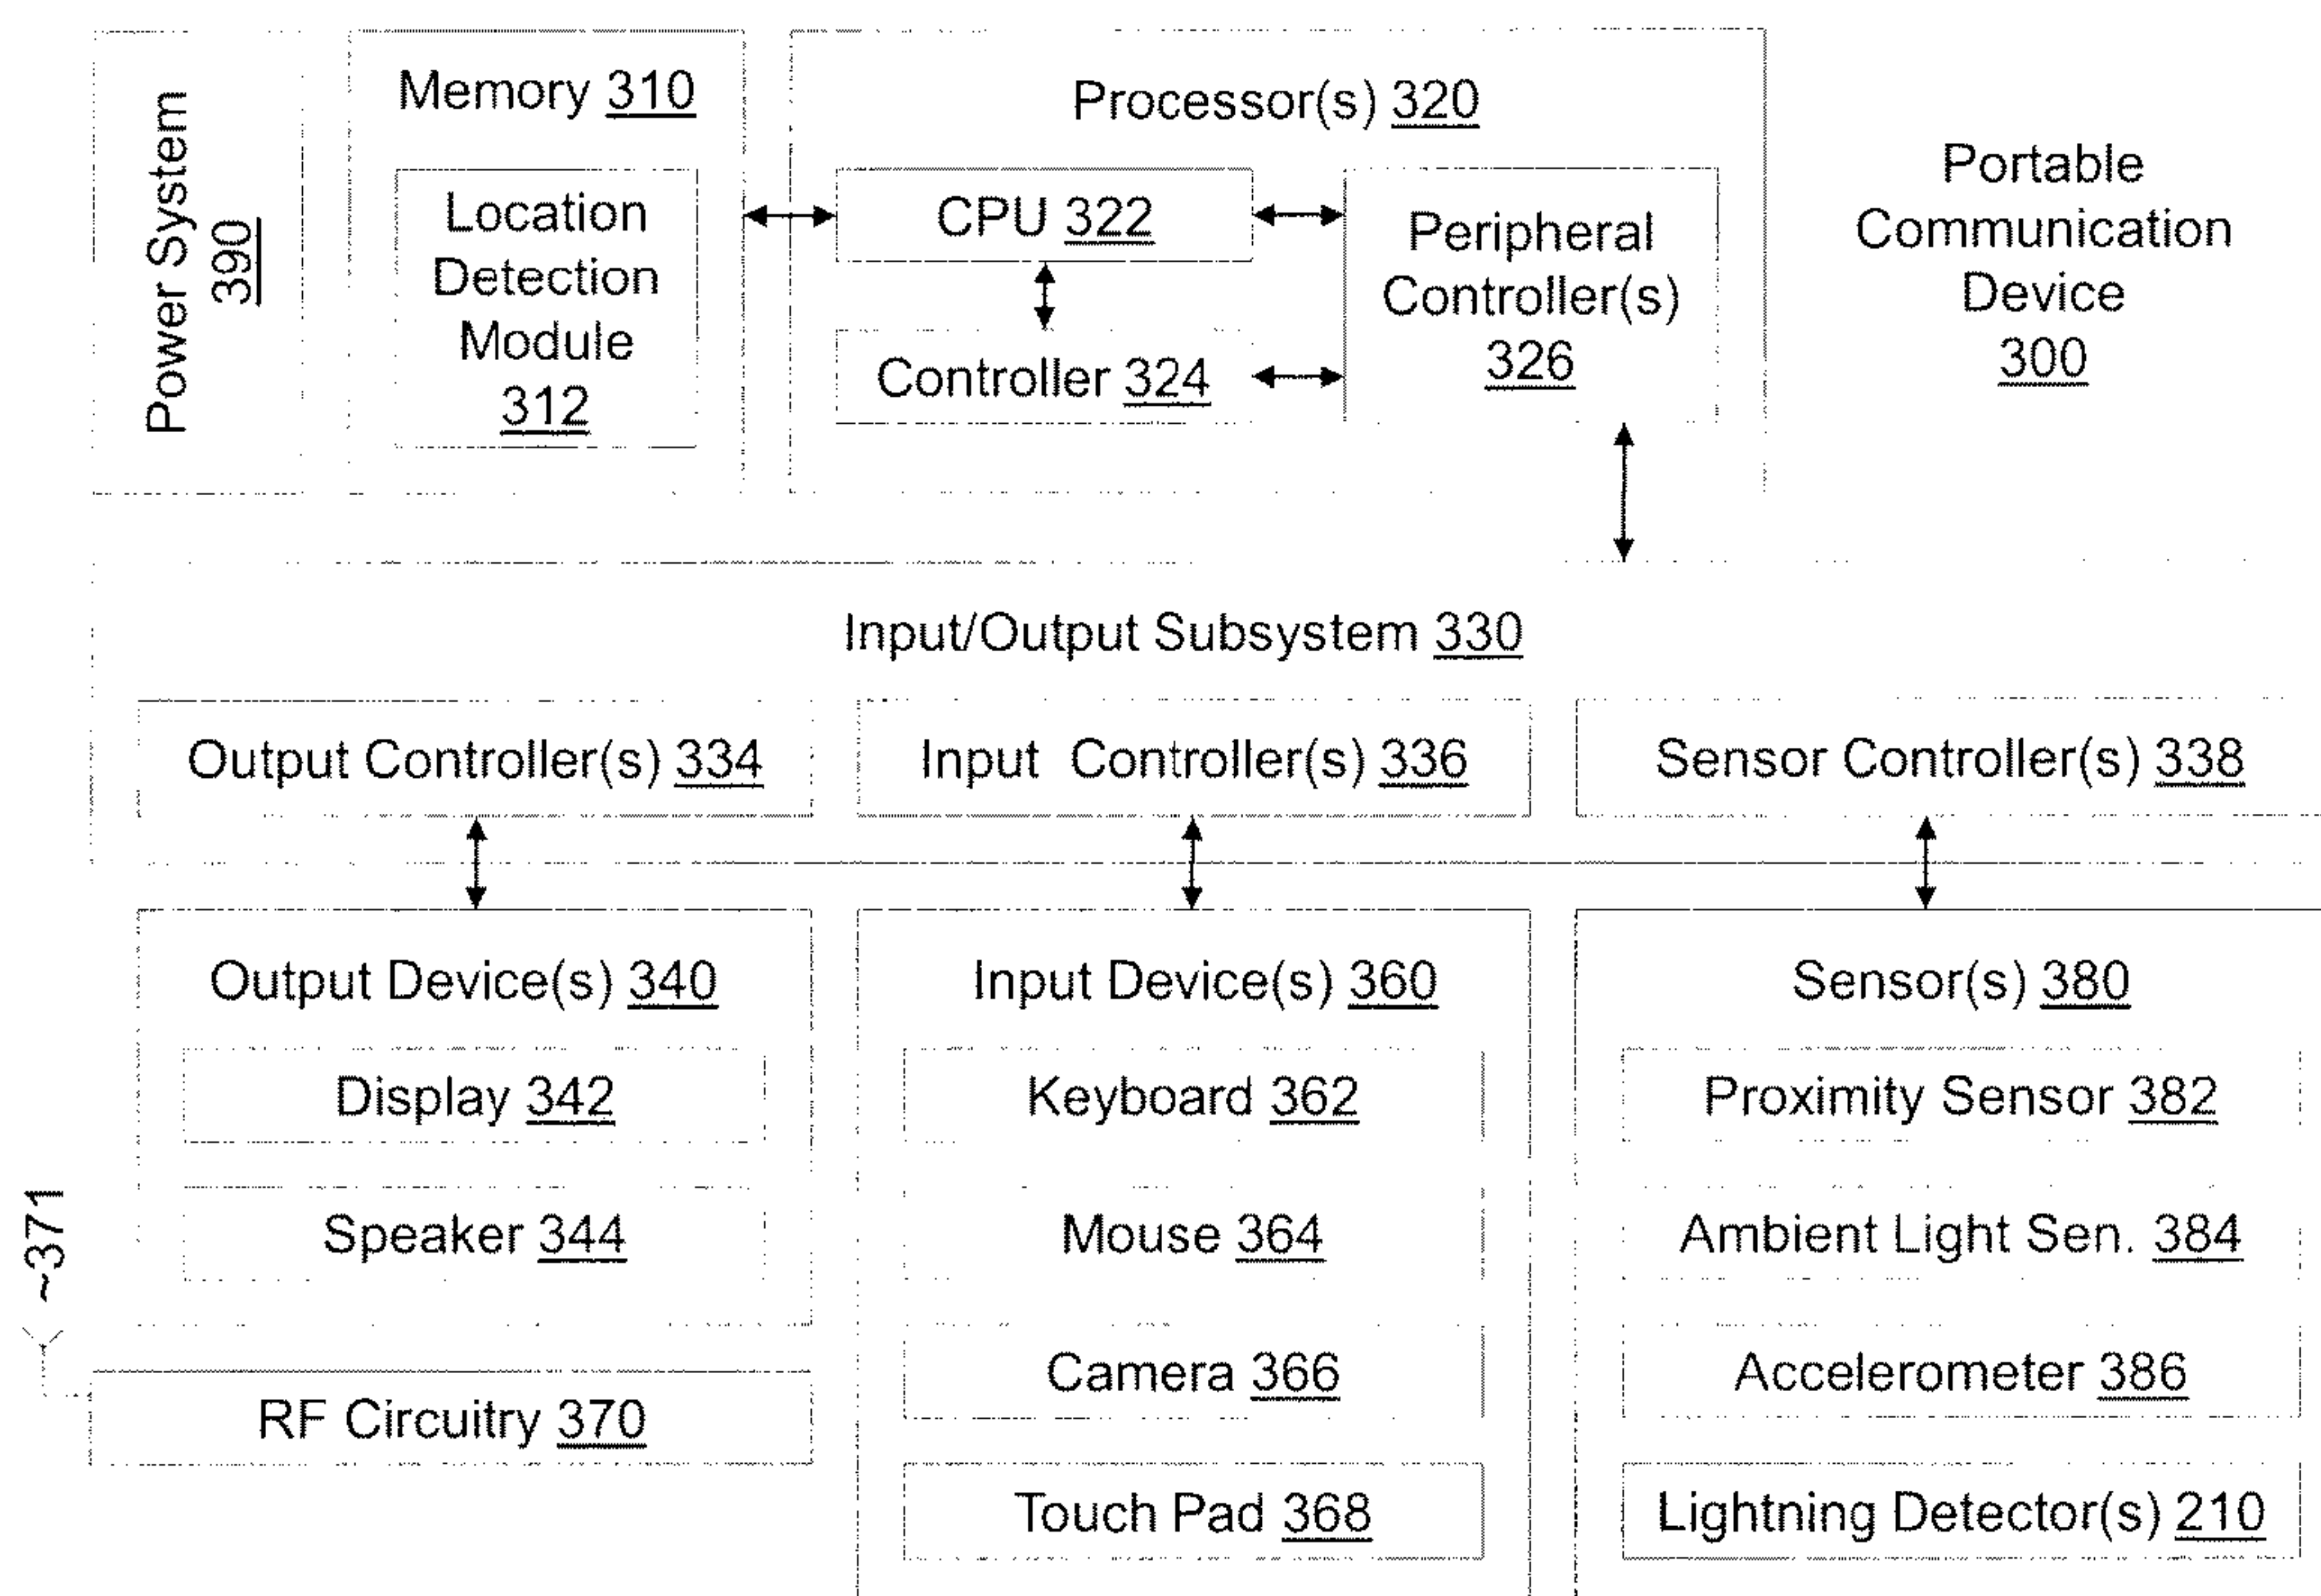 Power System
390
Memory 310
Location
Detection
Module
312
Processor(s) 320
CPU 322
Controller 324
Peripheral
Controller(s)
326
Portable
Communication
Device
300
Input/Output Subsystem 330
Output Controller(s) 334
Input Controller(s) 336
Sensor Controller(s) 338
Output Device(s) 340
Display 342
Speaker 344
~371
RF Circuitry 370
Input Device(s) 360
Keyboard 362
Mouse 364
Camera 366
Touch Pad 368
Sensor(s) 380
Proximity Sensor 382
Ambient Light Sen. 384
Accelerometer 386
Lightning Detector(s) 210